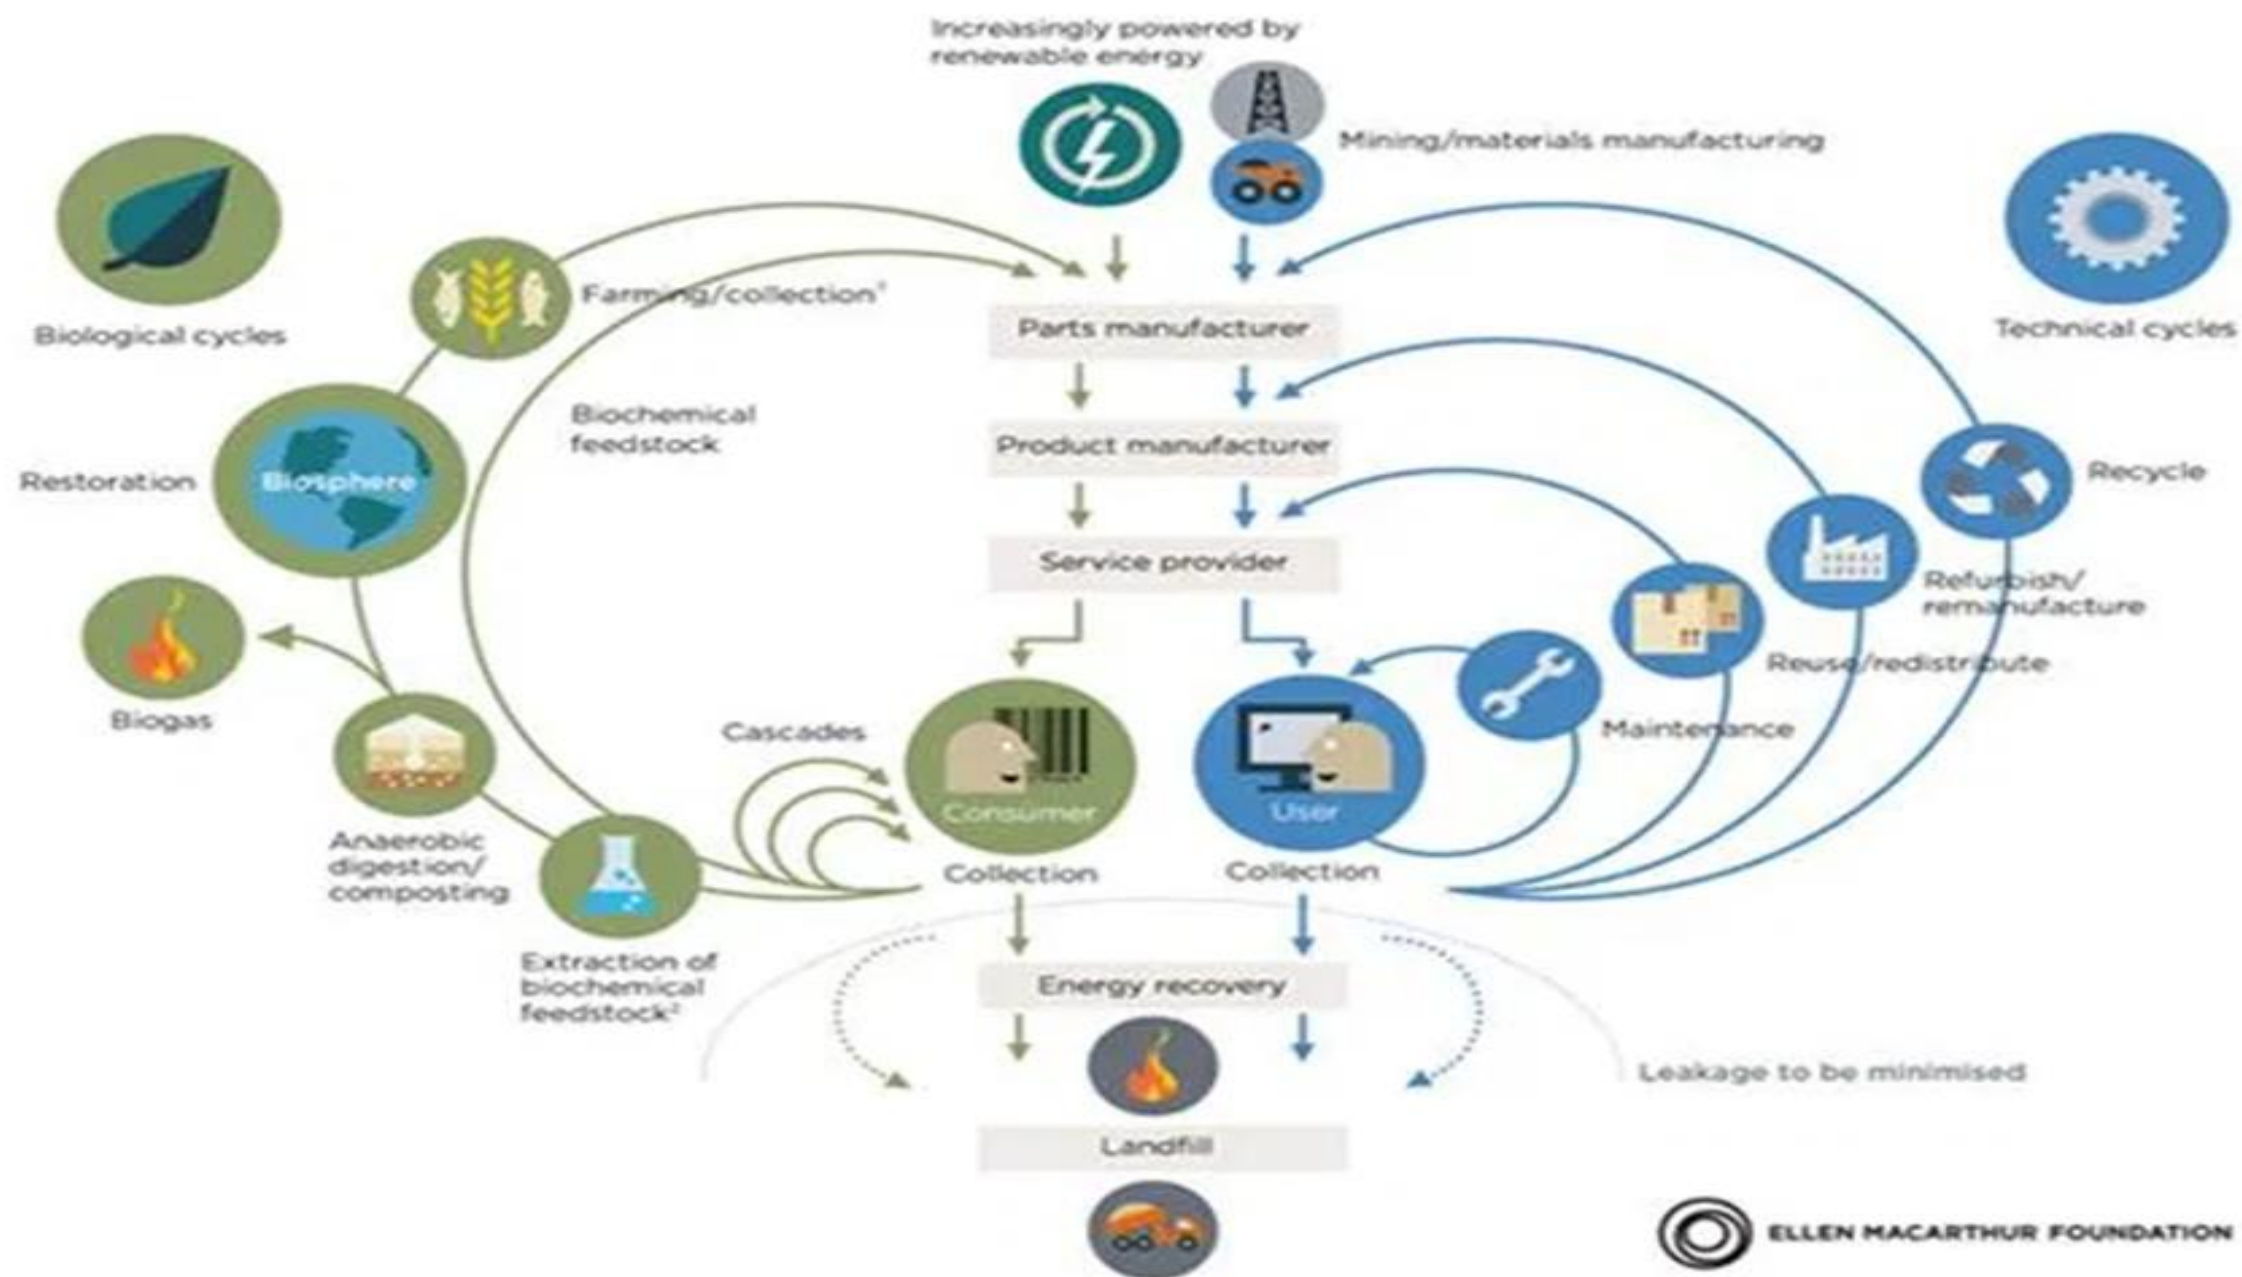 Increasingly powered by
renewable energy
Mining/materials manufacturing
Biological cycles
Farming/collection¹
Parts manufacturer
Technical cycles
Biochemical
feedstock
Product manufacturer
Restoration
Biosphere
Recycle
Service provider
Refurbish/
remanufacture
Reuse/redistribute
Biogas
Cascades
Maintenance
Consumer
User
Anaerobic
digestion/
composting
Collection
Collection
Extraction of
biochemical
feedstock²
Energy recovery
Leakage to be minimised
Landfill
ELLEN MACARTHUR FOUNDATION